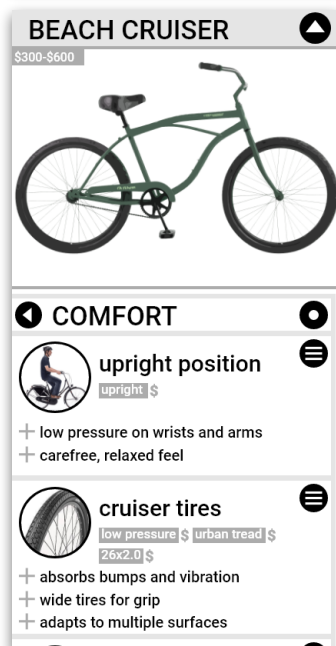 BEACH CRUISER
$300-$600
COMFORT
upright position
upright $
+ low pressure on wrists and arms
+ carefree, relaxed feel
cruiser tires
low pressure $ urban tread $
26x2.0 $
+ absorbs bumps and vibration
+ wide tires for grip
+ adapts to multiple surfaces